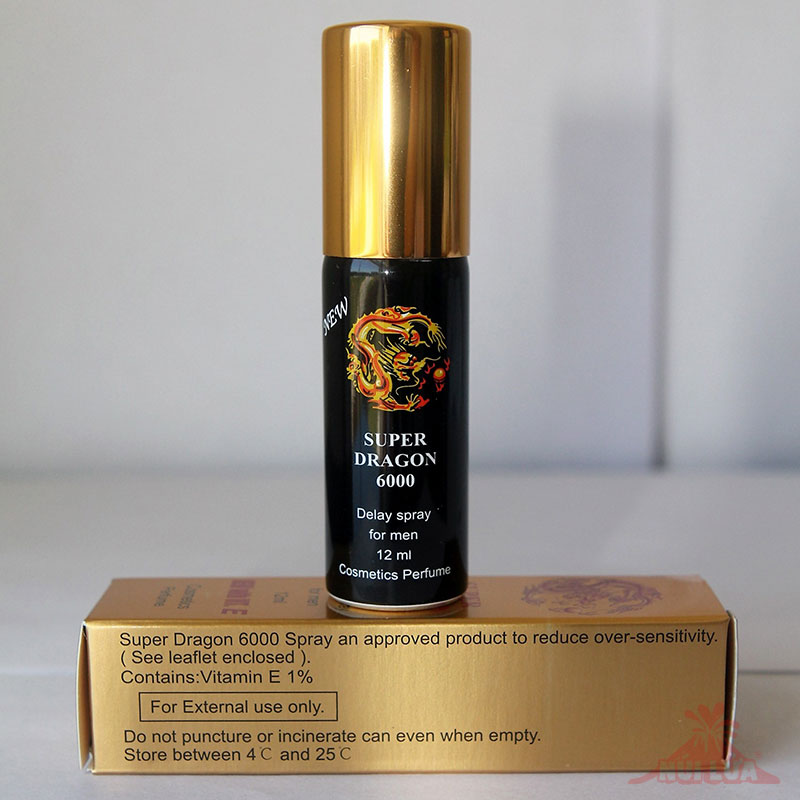 NEW
SUPER
DRAGON
6000
Delay spray
for men
12 ml
Cosmetics Perfume
Super Dragon 6000 Spray an approved product to reduce over-sensitivity.
( See leaflet enclosed ).
Contains:Vitamin E 1%
For External use only.
Do not puncture or incinerate can even when empty.
Store between 4℃ and 25℃
NUI LUA